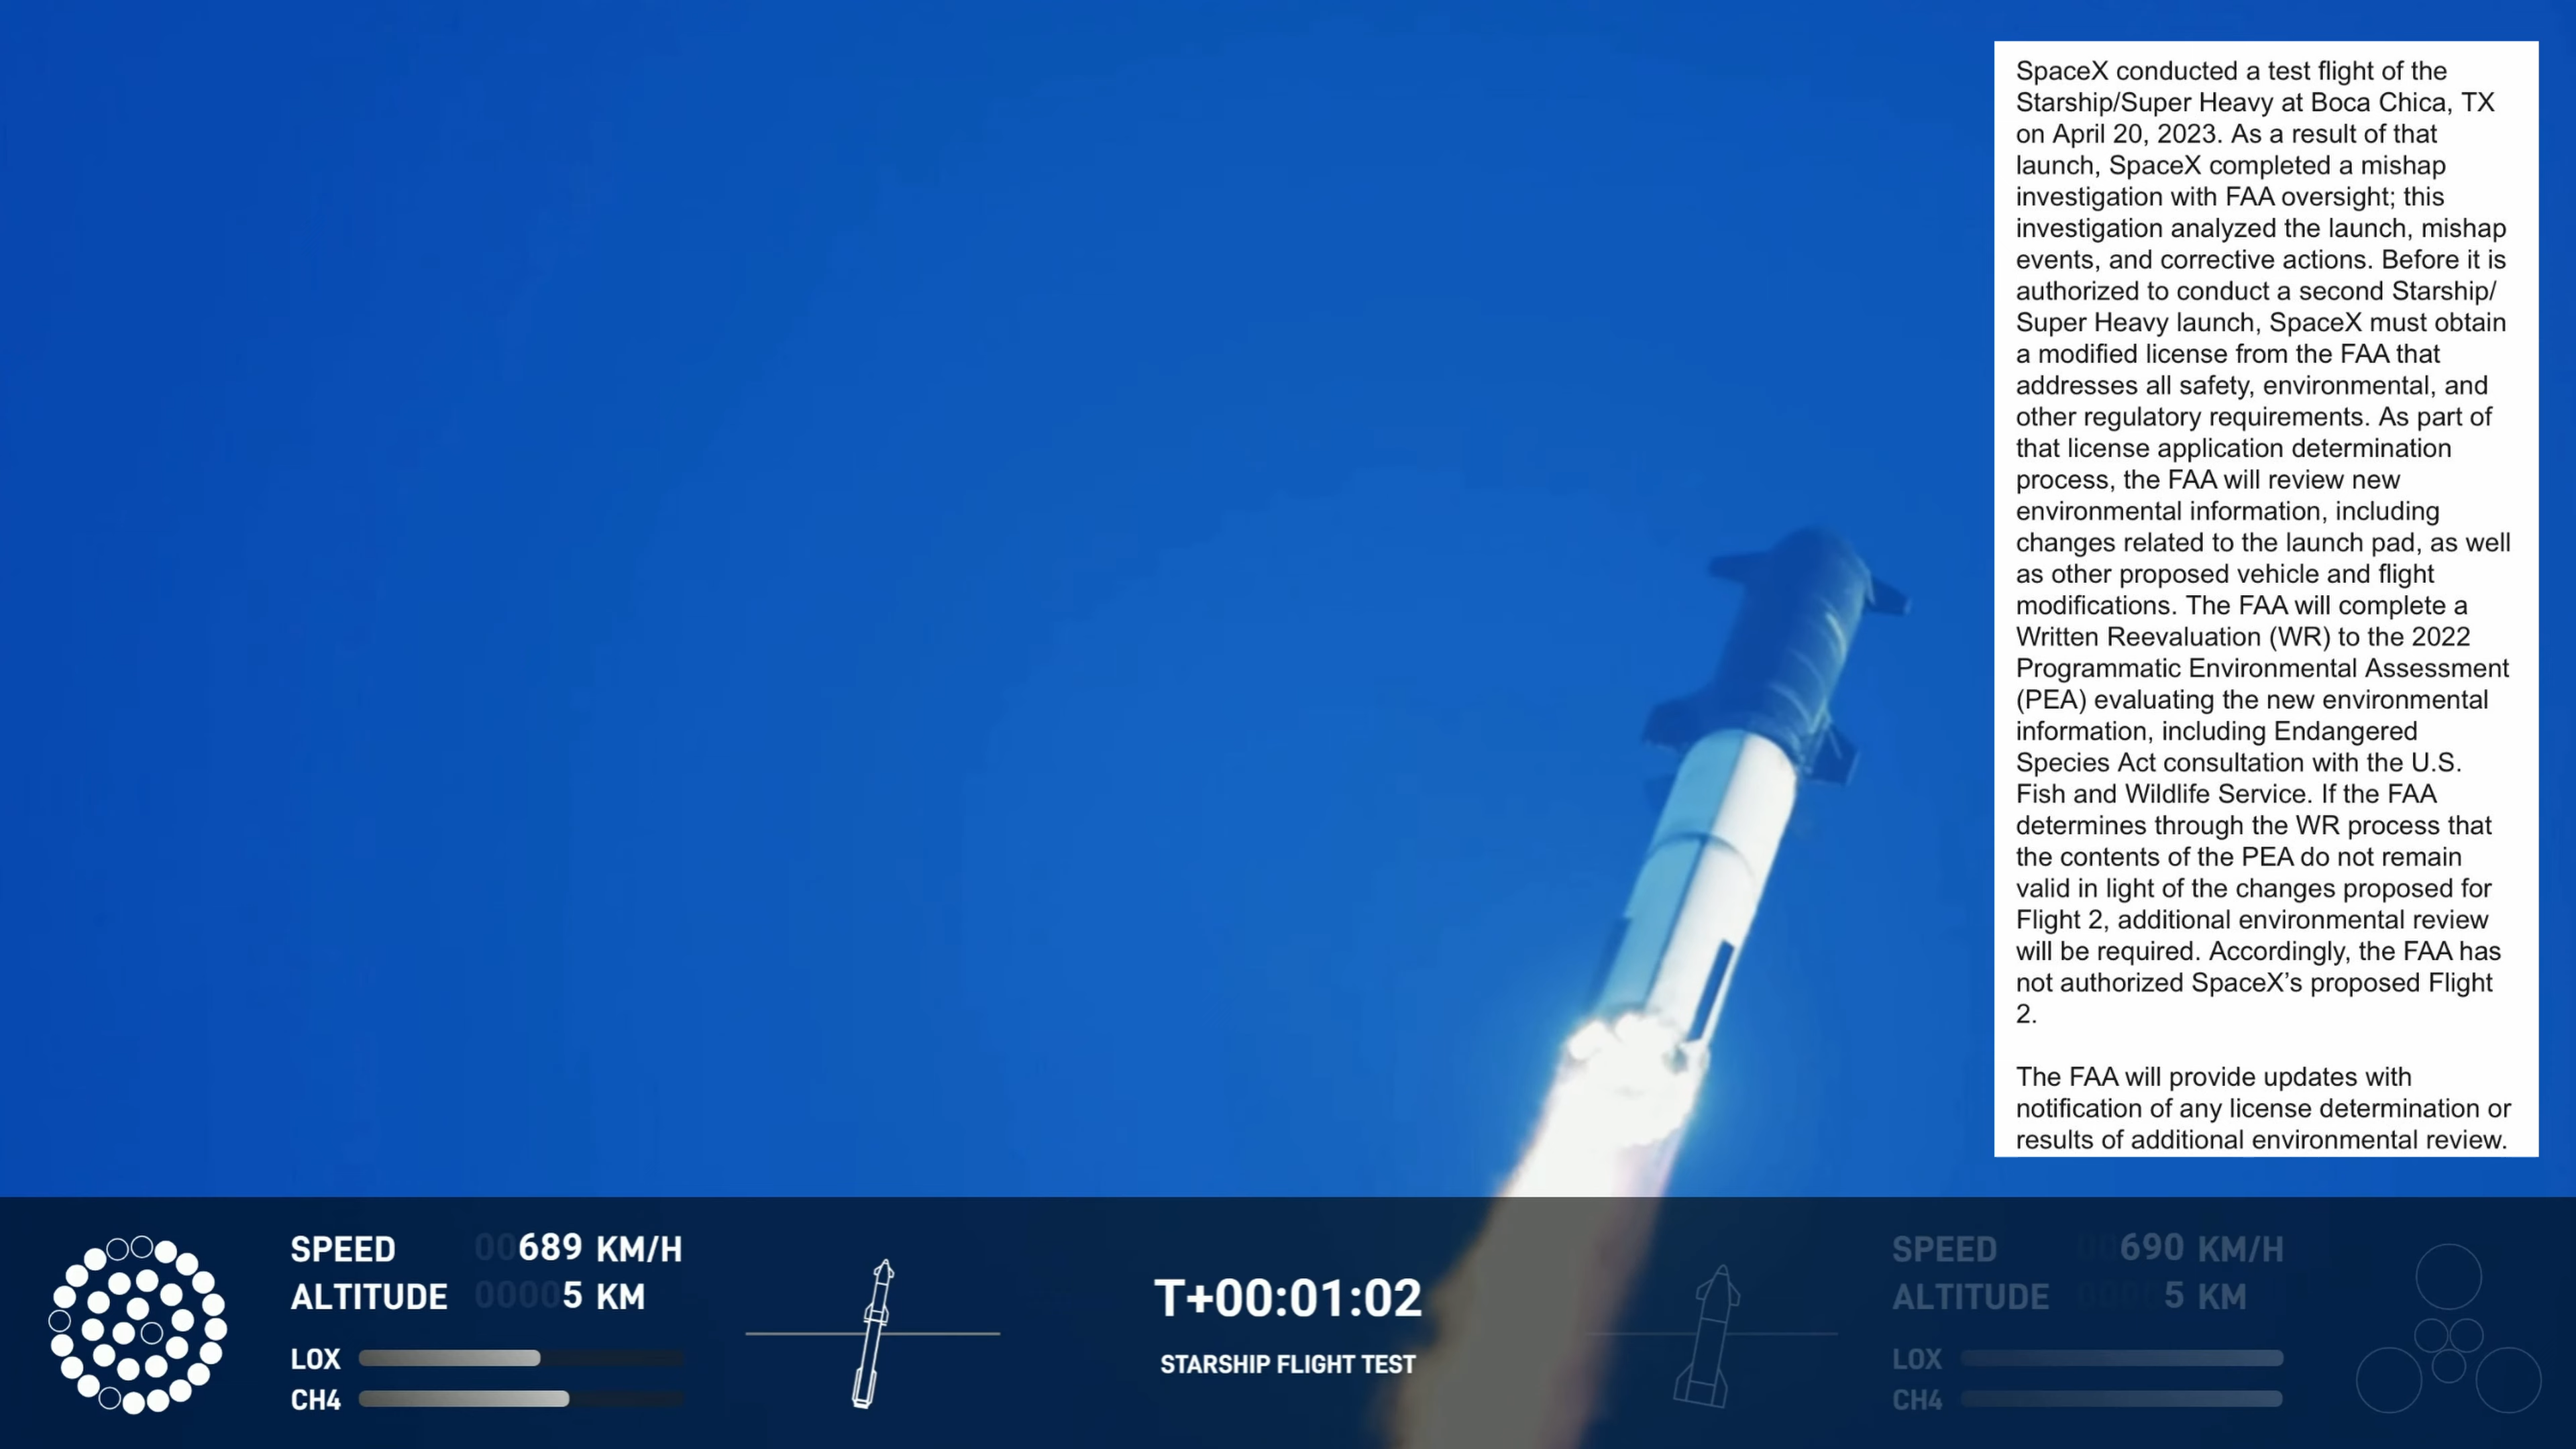 SpaceX conducted a test flight of the
Starship/Super Heavy at Boca Chica, TX
on April 20, 2023. As a result of that
launch, SpaceX completed a mishap
investigation with FAA oversight; this
investigation analyzed the launch, mishap
events, and corrective actions. Before it is
authorized to conduct a second Starship/
Super Heavy launch, SpaceX must obtain
a modified license from the FAA that
addresses all safety, environmental, and
other regulatory requirements. As part of
that license application determination
process, the FAA will review new
environmental information, including
changes related to the launch pad, as well
as other proposed vehicle and flight
modifications. The FAA will complete a
Written Reevaluation (WR) to the 2022
Programmatic Environmental Assessment
(PEA) evaluating the new environmental
information, including Endangered
Species Act consultation with the U.S.
Fish and Wildlife Service. If the FAA
determines through the WR process that
the contents of the PEA do not remain
valid in light of the changes proposed for
Flight 2, additional environmental review
will be required. Accordingly, the FAA has
not authorized SpaceX’s proposed Flight
2.
The FAA will provide updates with
notification of any license determination or
results of additional environmental review.
SPEED 00689 KM/H
ALTITUDE 00005 KM
LOX
CH4
T+00:01:02
STARSHIP FLIGHT TEST
SPEED 00690 KM/H
ALTITUDE 00005 KM
LOX
CH4